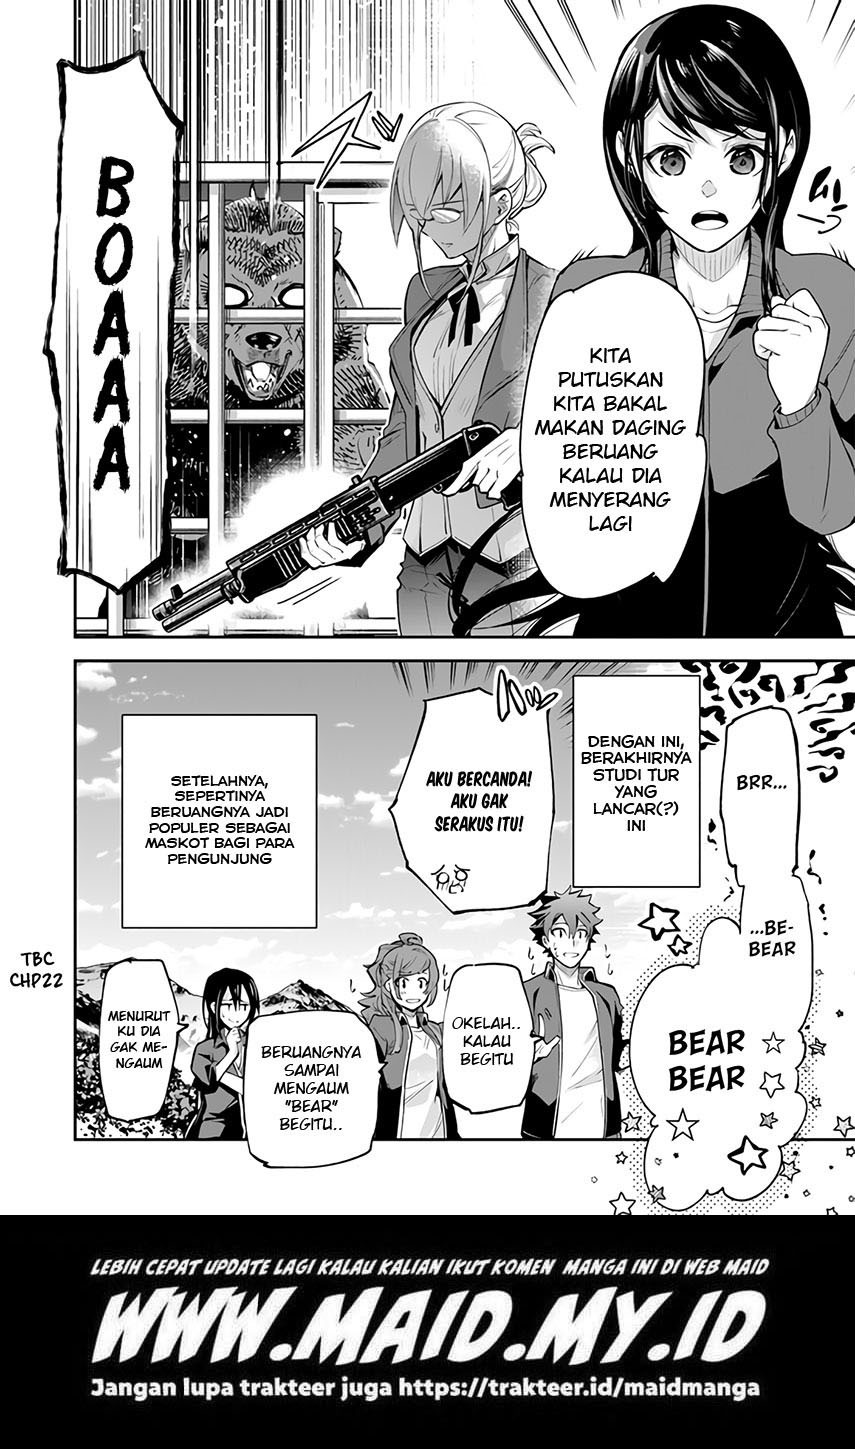 KITA
PUTUSKAN
KITA BAKAL
MAKAN DAGING
BERUANG
KALAU DIA
MENYERANG
LAGI
BOAAA
BRR...
...BE-
BEAR
BEAR ☆
BEAR ☆
☆
DENGAN INI,
BERAKHIRNYA
STUDI TUR
YANG
LANCAR(?)
INI
AKU BERCANDA!
AKU GAK
SERAKUS ITU!
OKELAH..
KALAU
BEGITU
SETELAHNYA,
SEPERTINYA
BERUANGNYA JADI
POPULER SEBAGAI
MASKOT BAGI PARA
PENGUNJUNG
BERUANGNYA
SAMPAI
MENGAUM
"BEAR"
BEGITU..
MENURUT
KU DIA
GAK ME-
NGAUM
TBC
CHP22
LEBIH CEPAT UPDATE LAGI KALAU KALIAN IKUT KOMEN MANGA INI DI WEB MAID
WWW.MAID.MY.ID
Jangan lupa trakteer juga https://trakteer.id/maidmanga